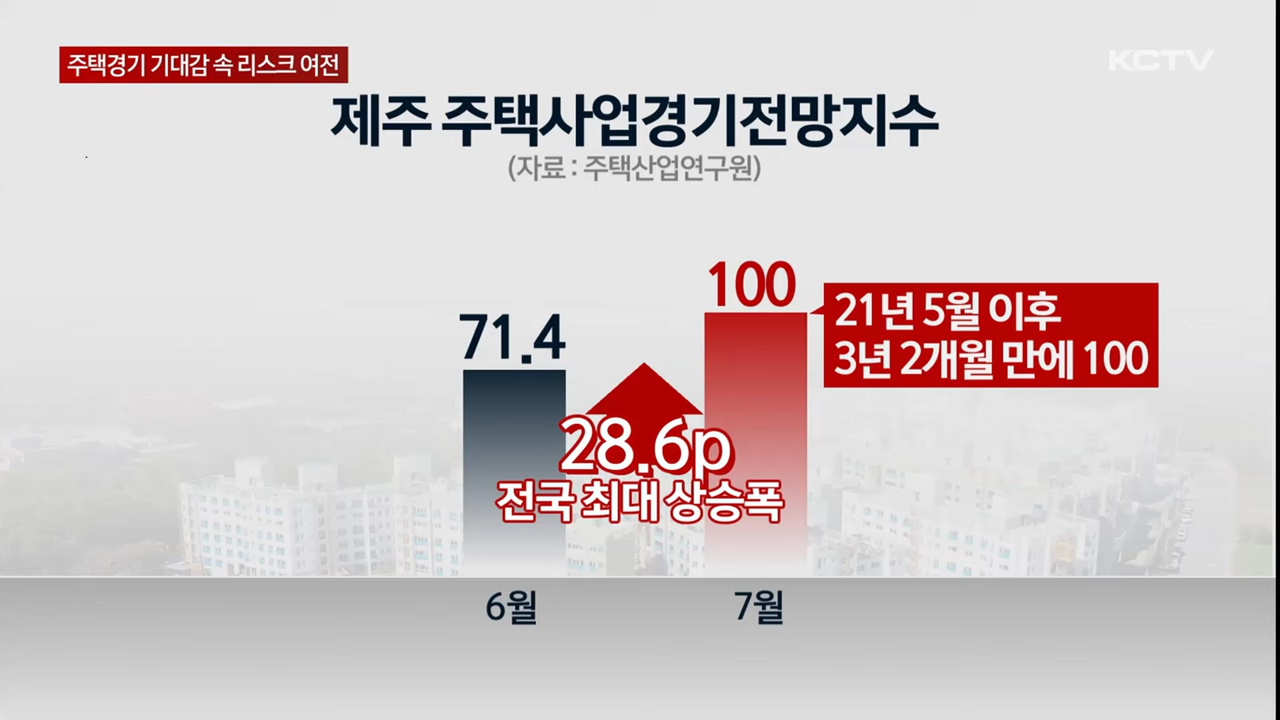 주택경기 기대감 속 리스크 여전
KCTV
제주 주택사업경기전망지수
(자료 : 주택산업연구원)
71.4
100
21년 5월 이후
3년 2개월 만에 100
28.6p
전국 최대 상승폭
6월
7월